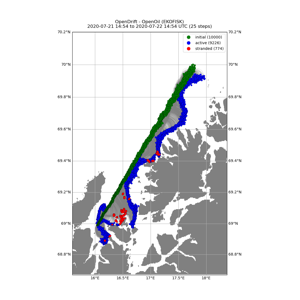 OpenDrift - OpenOil (EKOFISK)
2020-07-21 14:54 to 2020-07-22 14:54 UTC (25 steps)
70.2°N
70.2°N
initial (10000)
active (9226)
stranded (774)
70°N
70°N
69.8°N
69.8°N
69.6°N
69.6°N
69.4°N
69.4°N
69.2°N
69.2°N
69°N
69°N
68.8°N
68.8°N
16°E
16.5°E
17°E
17.5°E
18°E